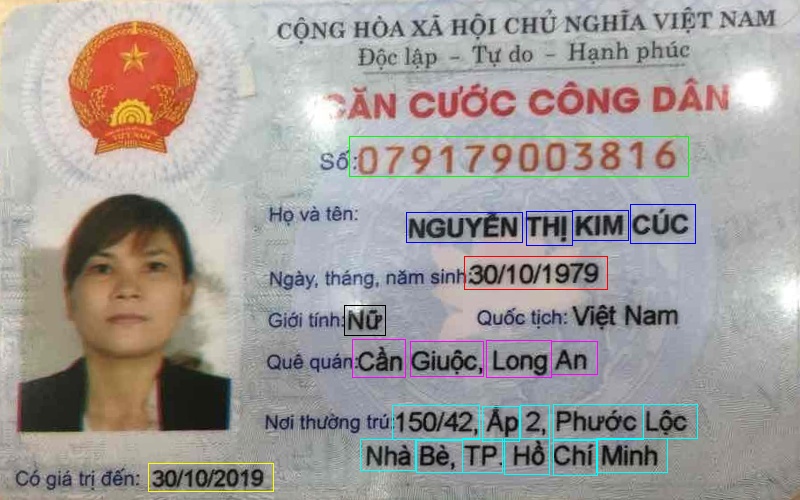 CỘNG HÒA XÃ HỘI CHỦ NGHĨA VIỆT NAM
Độc lập - Tự do - Hạnh phúc
CĂN CƯỚC CÔNG DÂN
Số: 079179003816
Họ và tên: NGUYỄN THỊ KIM CÚC
Ngày, tháng, năm sinh: 30/10/1979
Giới tính: Nữ Quốc tịch: Việt Nam
Quê quán: Cần Giuộc, Long An
Nơi thường trú: 150/42, Ấp 2, Phước Lộc
Nhà Bè, TP. Hồ Chí Minh
Có giá trị đến: 30/10/2019